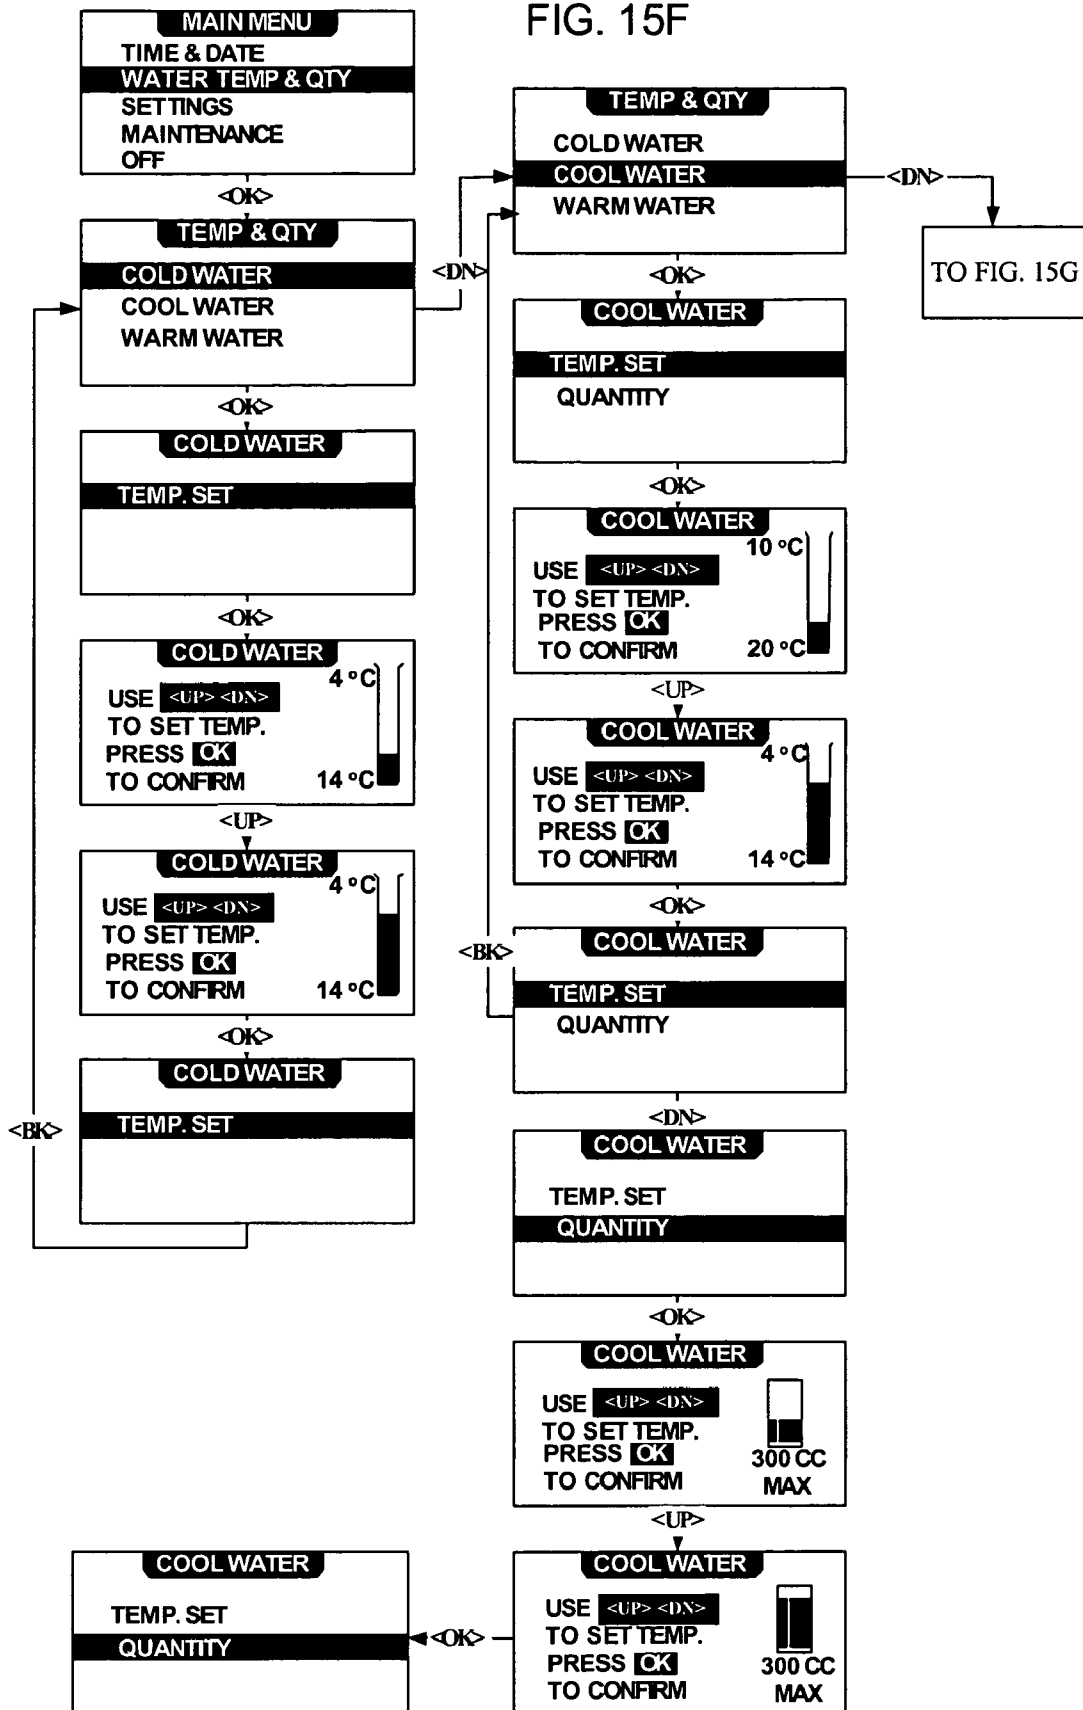 FIG. 15F
MAIN MENU
TIME & DATE
WATER TEMP & QTY
SETTINGS
MAINTENANCE
OFF
<OK>
TEMP & QTY
COLD WATER
COOL WATER
WARM WATER
<DN>
<OK>
COLD WATER
TEMP. SET
<OK>
COLD WATER
4 °C
USE <UP> <DN>
TO SET TEMP.
PRESS OK
TO CONFIRM 14 °C
<UP>
COLD WATER
4 °C
USE <UP> <DN>
TO SET TEMP.
PRESS OK
TO CONFIRM 14 °C
<OK>
COLD WATER
TEMP. SET
<BK>
TEMP & QTY
COLD WATER
COOL WATER
WARM WATER
<DN>
TO FIG. 15G
<OK>
COOL WATER
TEMP. SET
QUANTITY
<OK>
COOL WATER
10 °C
USE <UP> <DN>
TO SET TEMP.
PRESS OK
TO CONFIRM 20 °C
<UP>
COOL WATER
4 °C
USE <UP> <DN>
TO SET TEMP.
PRESS OK
TO CONFIRM 14 °C
<OK>
COOL WATER
<BK>
TEMP. SET
QUANTITY
<DN>
COOL WATER
TEMP. SET
QUANTITY
<OK>
COOL WATER
USE <UP> <DN>
TO SET TEMP.
PRESS OK
TO CONFIRM
300 CC
MAX
<UP>
COOL WATER
USE <UP> <DN>
TO SET TEMP.
PRESS OK
TO CONFIRM
300 CC
MAX
<OK>
COOL WATER
TEMP. SET
QUANTITY